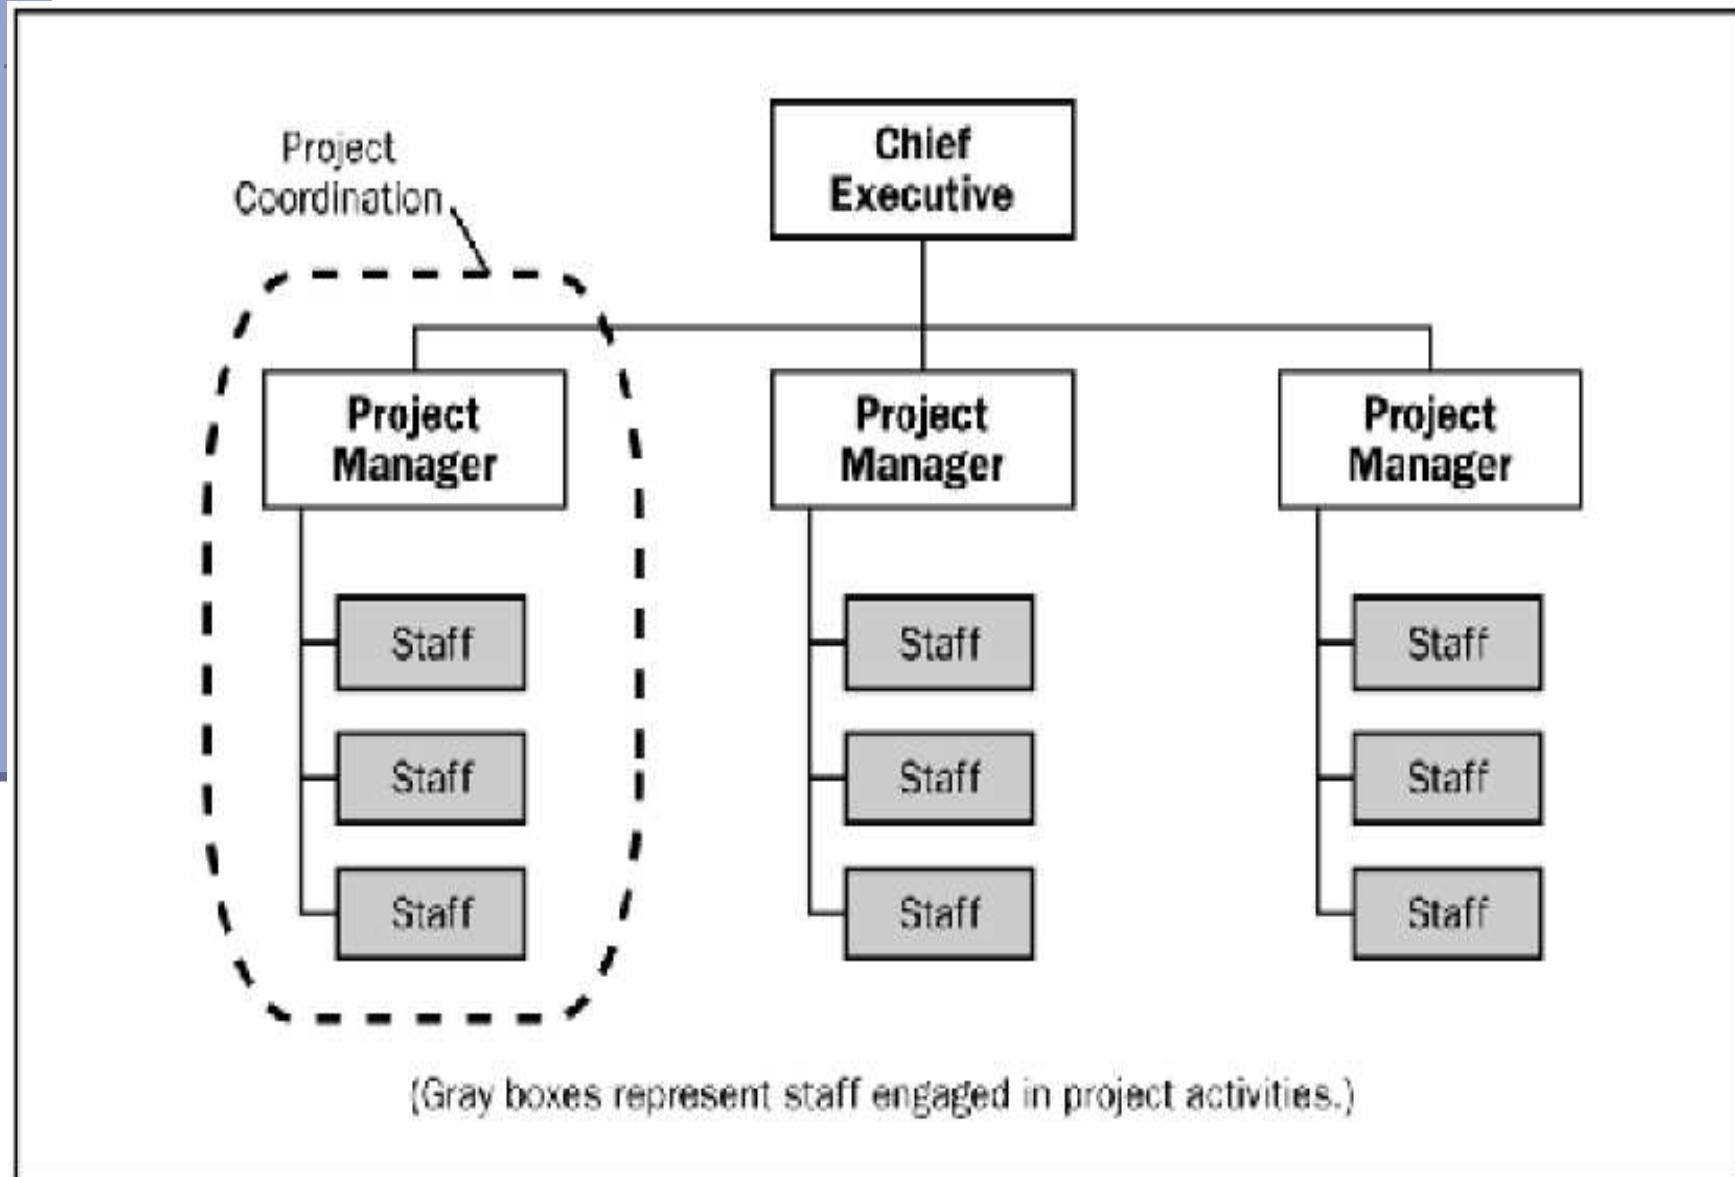 Project
Coordination
Chief
Executive
Project
Manager
Project
Manager
Project
Manager
Staff
Staff
Staff
Staff
Staff
Staff
Staff
Staff
Staff
(Gray boxes represent staff engaged in project activities.)